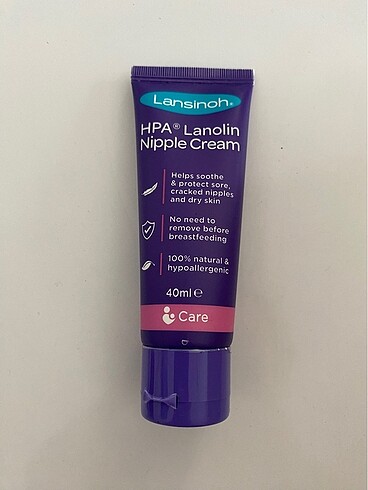 Lansinoh®
HPA® Lanolin
Nipple Cream
Helps soothe
& protect sore,
cracked nipples
and dry skin
No need to
remove before
breastfeeding
100% natural &
hypoallergenic
40ml ℮
Care